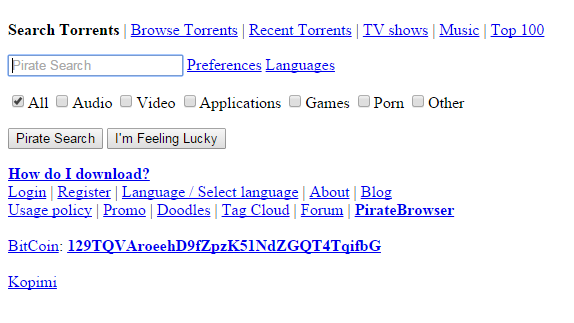 Search Torrents | Browse Torrents | Recent Torrents | TV shows | Music | Top 100
Pirate Search Preferences Languages
All Audio Video Applications Games Porn Other
Pirate Search I'm Feeling Lucky
How do I download?
Login | Register | Language / Select language | About | Blog
Usage policy | Promo | Doodles | Tag Cloud | Forum | PirateBrowser
BitCoin: 129TQVAroeehD9fZpzK51NdZGQT4TqifbG
Kopimi